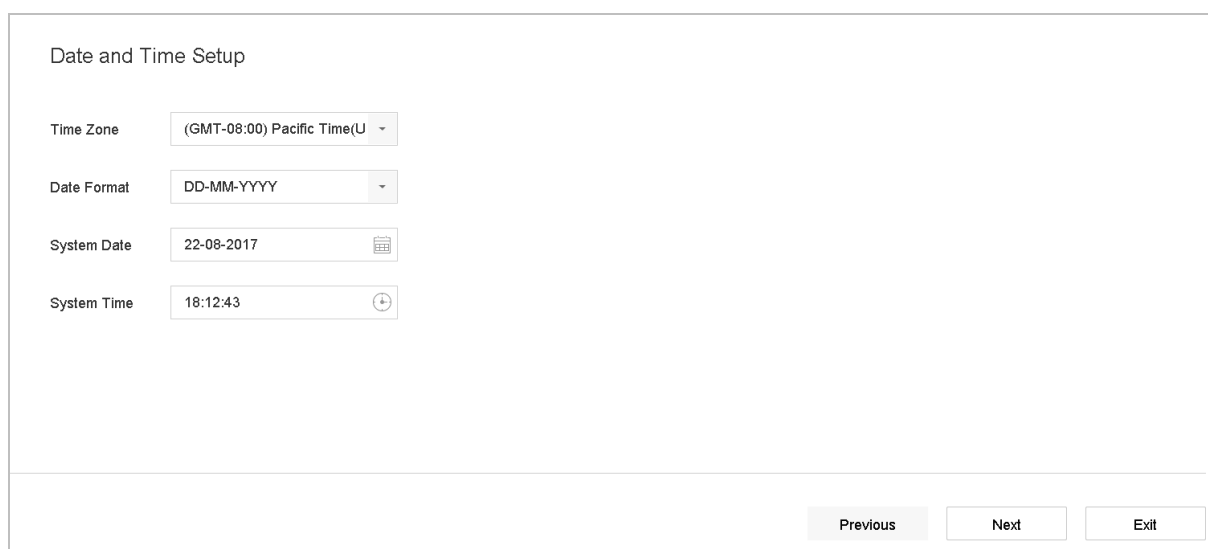 Date and Time Setup
Time Zone (GMT-08:00) Pacific Time(U
Date Format DD-MM-YYYY
System Date 22-08-2017
System Time 18:12:43
Previous Next Exit